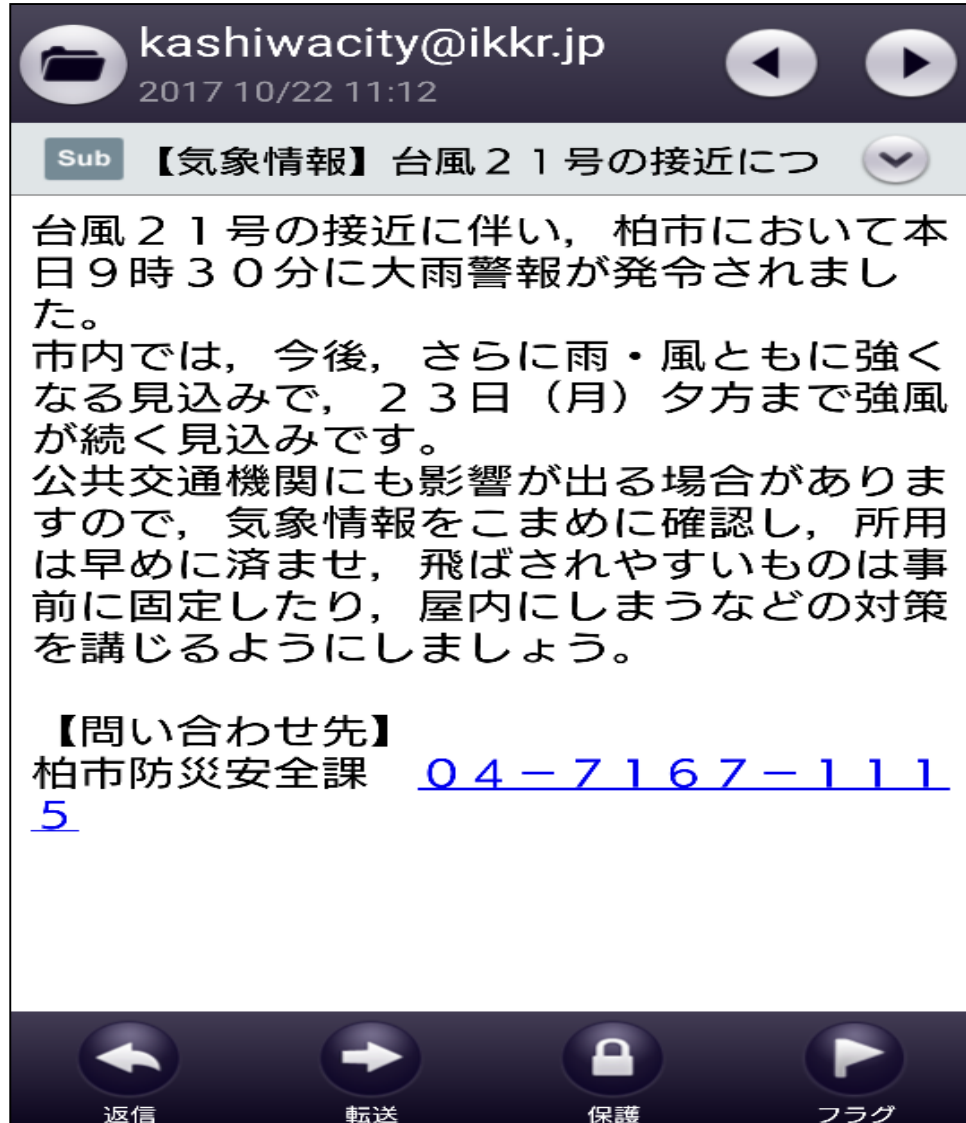 kashiwacity@ikkr.jp
2017 10/22 11:12
Sub 【気象情報】台風２１号の接近につ
台風２１号の接近に伴い，柏市において本
日９時３０分に大雨警報が発令されまし
た。
市内では，今後，さらに雨・風ともに強く
なる見込みで，２３日（月）夕方まで強風
が続く見込みです。
公共交通機関にも影響が出る場合がありま
すので，気象情報をこまめに確認し，所用
は早めに済ませ，飛ばされやすいものは事
前に固定したり，屋内にしまうなどの対策
を講じるようにしましょう。
【問い合わせ先】
柏市防災安全課　０４－７１６７－１１１
５
返信 転送 保護 フラグ